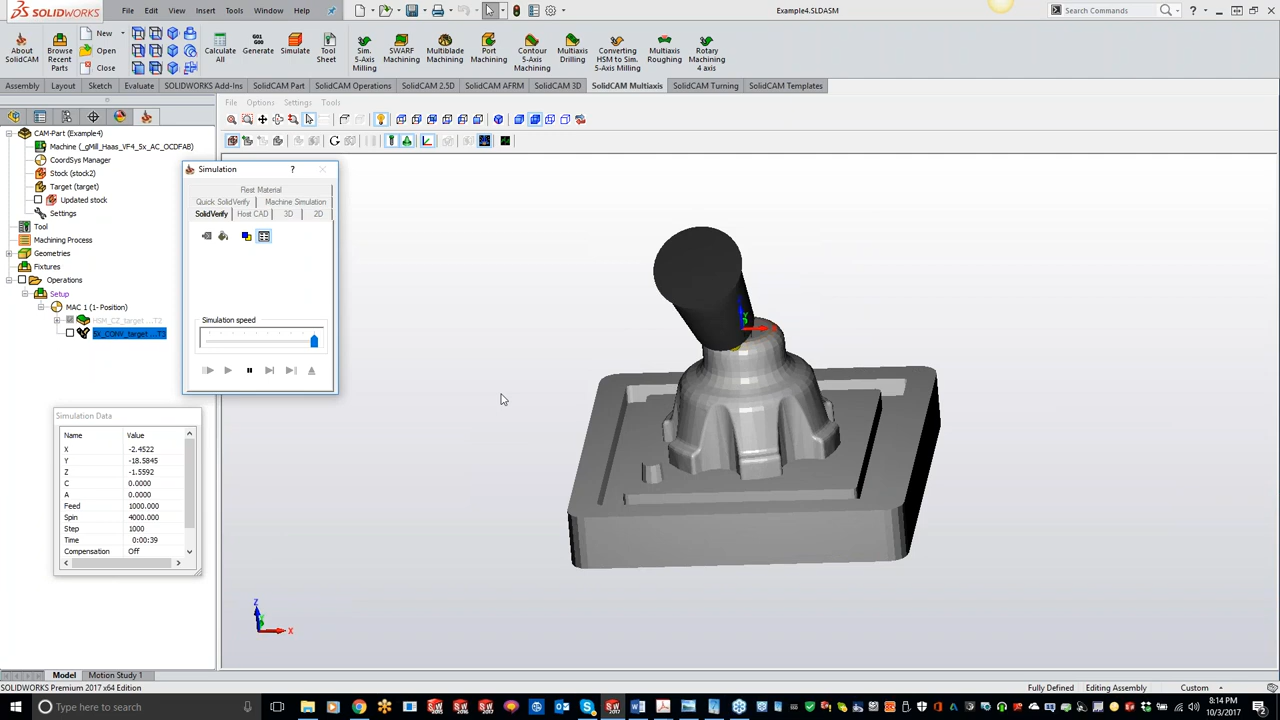 SOLIDWORKS
File Edit View Insert Tools Window Help
Example4.SLDASM
Search Commands
About SolidCAM
Browse Recent Parts
New
Open
Close
Calculate All
Generate
Simulate
Tool Sheet
Sim. 5-Axis Milling
SWARF Machining
Multiblade Machining
Port Machining
Contour 5-Axis Machining
Multiaxis Drilling
Converting HSM to Sim. 5-Axis Milling
Multiaxis Roughing
Rotary Machining 4 axis
Assembly Layout Sketch Evaluate SOLIDWORKS Add-Ins SolidCAM Part SolidCAM Operations SolidCAM 2.5D SolidCAM AFRM SolidCAM 3D SolidCAM Multiaxis SolidCAM Turning SolidCAM Templates
File Options Settings Tools
CAM-Part (Example4)
Machine (_gMill_Haas_VF4_5x_AC_OCDFAB)
CoordSys Manager
Stock (stock2)
Target (target)
Updated stock
Settings
Tool
Machining Process
Geometries
Fixtures
Operations
Setup
MAC 1 (1- Position)
HSM_CZ_target ...T2
5X_CONV_target ...T3
Simulation ?
Rest Material
Quick SolidVerify Machine Simulation
SolidVerify Host CAD 3D 2D
Simulation speed
Simulation Data
Name Value
X -2.4522
Y -18.5845
Z -1.5592
C 0.0000
A 0.0000
Feed 1000.000
Spin 4000.000
Step 1000
Time 0:00:39
Compensation Off
Z
X
Model Motion Study 1
SOLIDWORKS Premium 2017 x64 Edition
Fully Defined Editing Assembly Custom
Type here to search
8:14 PM
10/3/2017